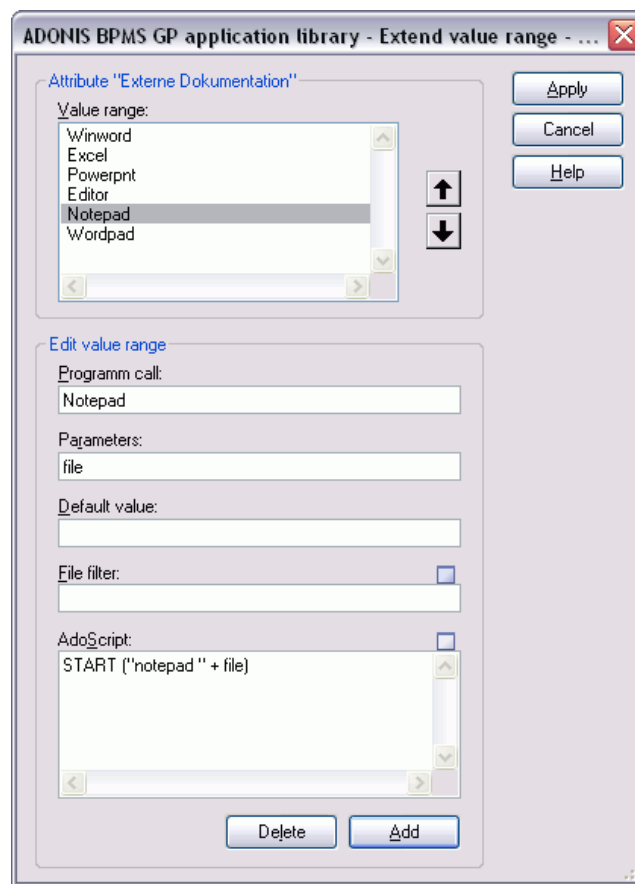 ADONIS BPMS GP application library - Extend value range - ...
Attribute "Externe Dokumentation"
Value range:
Winword
Excel
Powerpnt
Editor
Notepad
Wordpad
Apply
Cancel
Help
Edit value range
Programm call:
Notepad
Parameters:
file
Default value:
File filter:
AdoScript:
START ("notepad " + file)
Delete Add